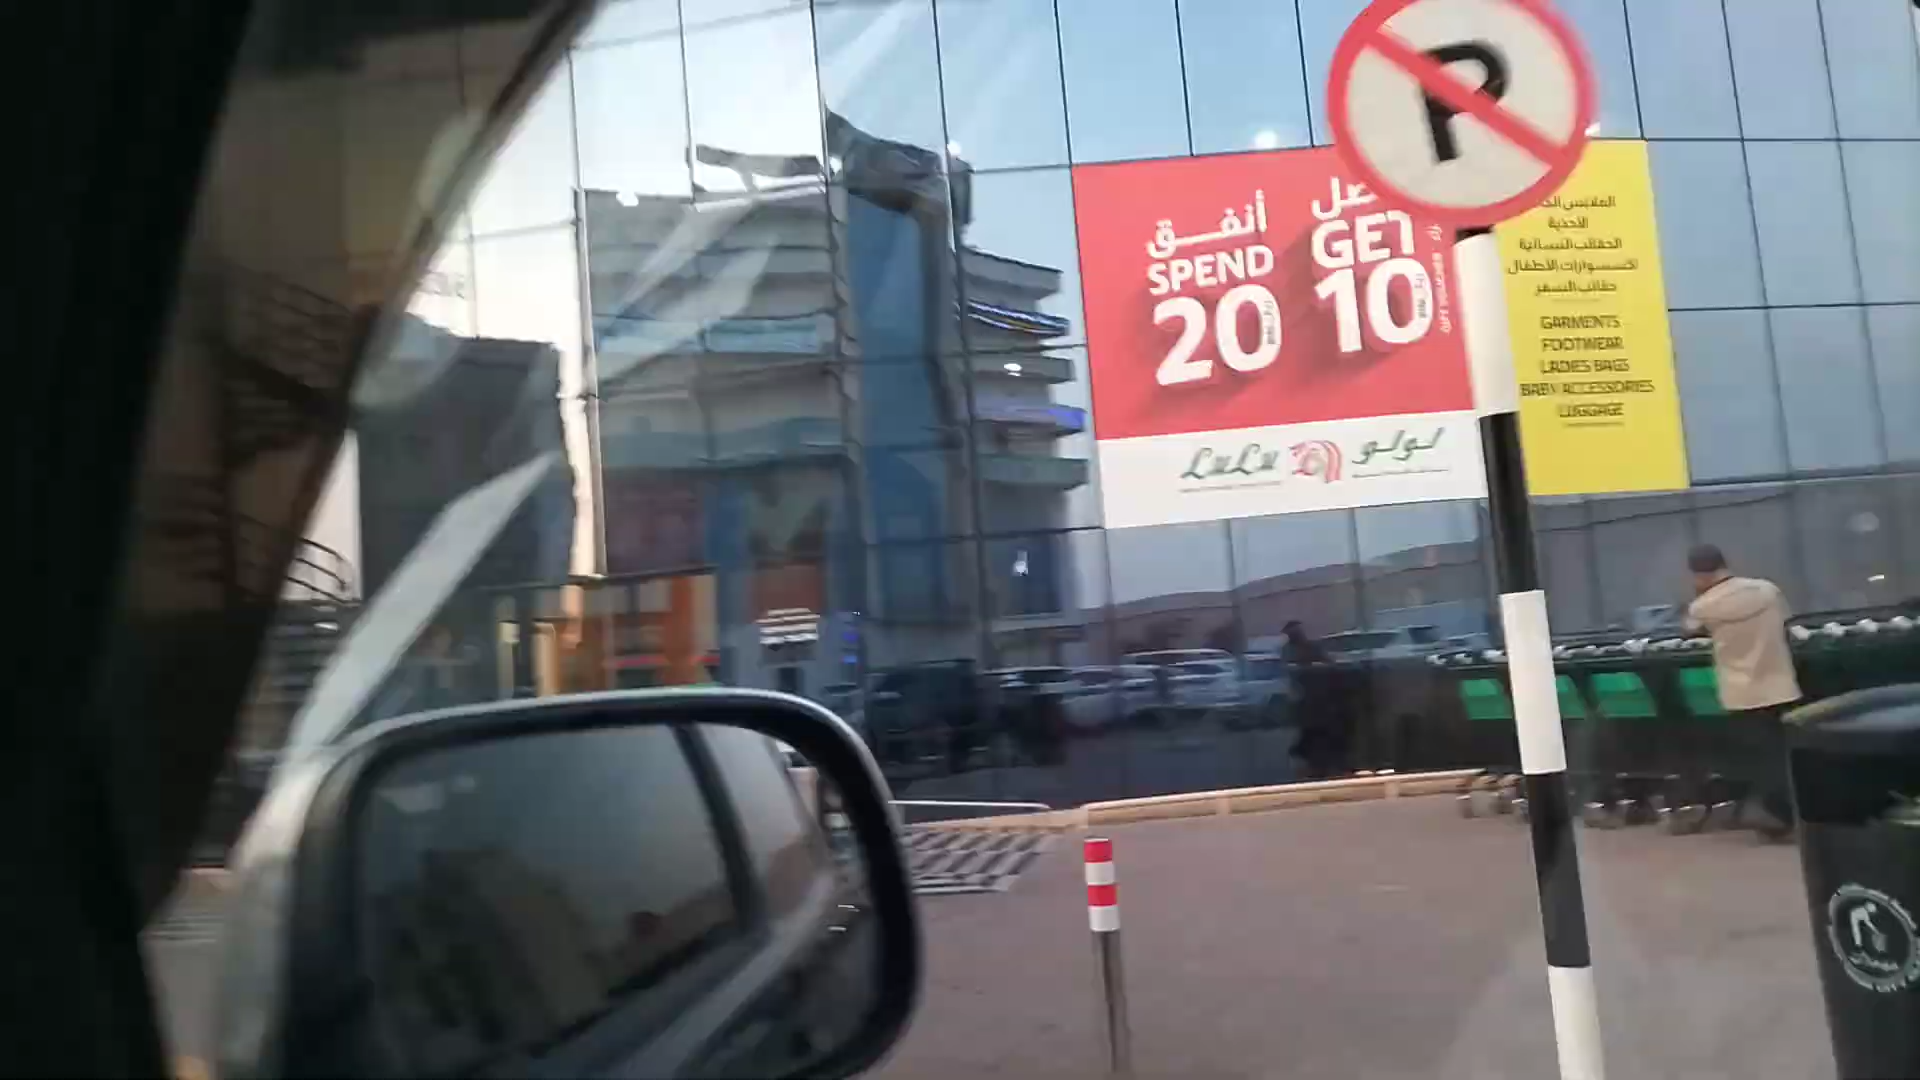 أنفق
SPEND
20
GET
10
LuLu
لولو
P
الأحذية
الحقائب النسائية
اكسسوارات الأطفال
حقائب السفر
GARMENTS
FOOTWEAR
LADIES BAGS
BABY ACCESSORIES
LUGGAGE